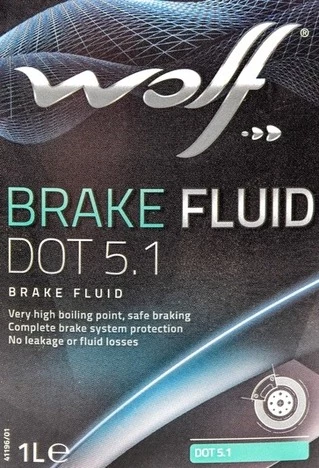 wolf®
BRAKE FLUID
DOT 5.1
BRAKE FLUID
Very high boiling point, safe braking
Complete brake system protection
No leakage or fluid losses
41196/01
1L℮
DOT 5.1